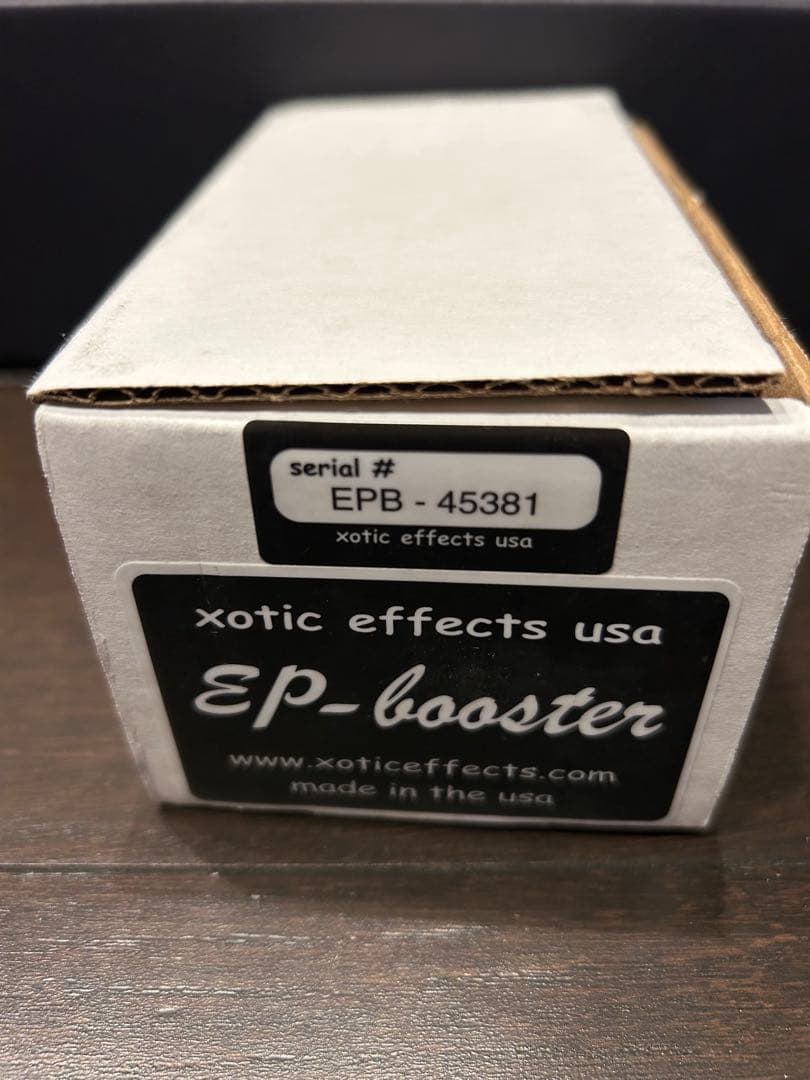 serial #
EPB - 45381
xotic effects usa
xotic effects usa
EP-booster
www.xoticeffects.com
made in the usa